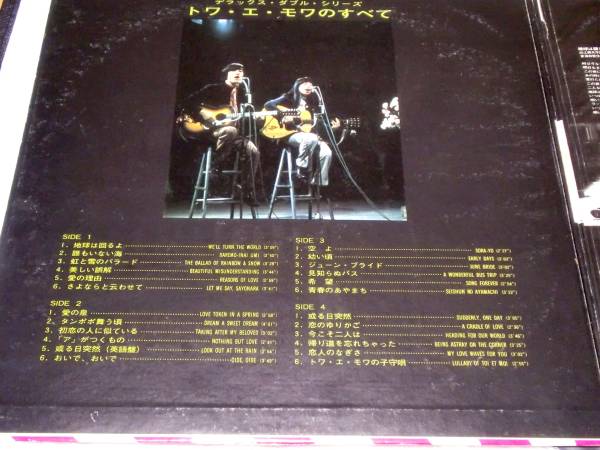 デラックス・ダブル・シリーズ
トワ・エ・モワのすべて
SIDE 1
1. 地球は回るよ WE'LL TURN THE WORLD
2. 誰もいない海 DAREMO-INAI UMI
3. 虹と雪のバラード THE BALLAD OF RAINBOW & SNOW
4. 美しい誤解 BEAUTIFUL MISUNDERSTANDING
5. 愛の理由 REASONS OF LOVE
6. さよならと云わせて LET ME SAY, SAYONARA
SIDE 2
1. 愛の泉 LOVE TOKEN IN A SPRING
2. タンポポ舞う頃 DREAM A SWEET DREAM
3. 初恋の人に似ている TAKING AFTER MY BELOVED
4. 「ア」がつくもの NOTHING BUT LOVE
5. 或る日突然 (英語盤) LOOK OUT AT THE RAIN
6. おいで、おいで OIDE, OIDE
SIDE 3
1. 空よ SORA-YO
2. 幼い頃 EARLY DAYS
3. ジューン・ブライド JUNE BRIDE
4. 見知らぬバス A WONDERFUL BUS TRIP
5. 希望 SONG FOREVER
6. 青春のあやまち SEISHUN NO AYAMACHI
SIDE 4
1. 或る日突然 SUDDENLY, ONE DAY
2. 恋のゆりかご A CRADLE OF LOVE
3. 今こそ二人は HEADING FOR OUR WORLD
4. 帰り道を忘れちゃった BEING ASTRAY ON THE CORNER
5. 恋人のなぎさ MY LOVE WAVES FOR YOU
6. トワ・エ・モワの子守唄 LULLABY OF TOI ET MOI